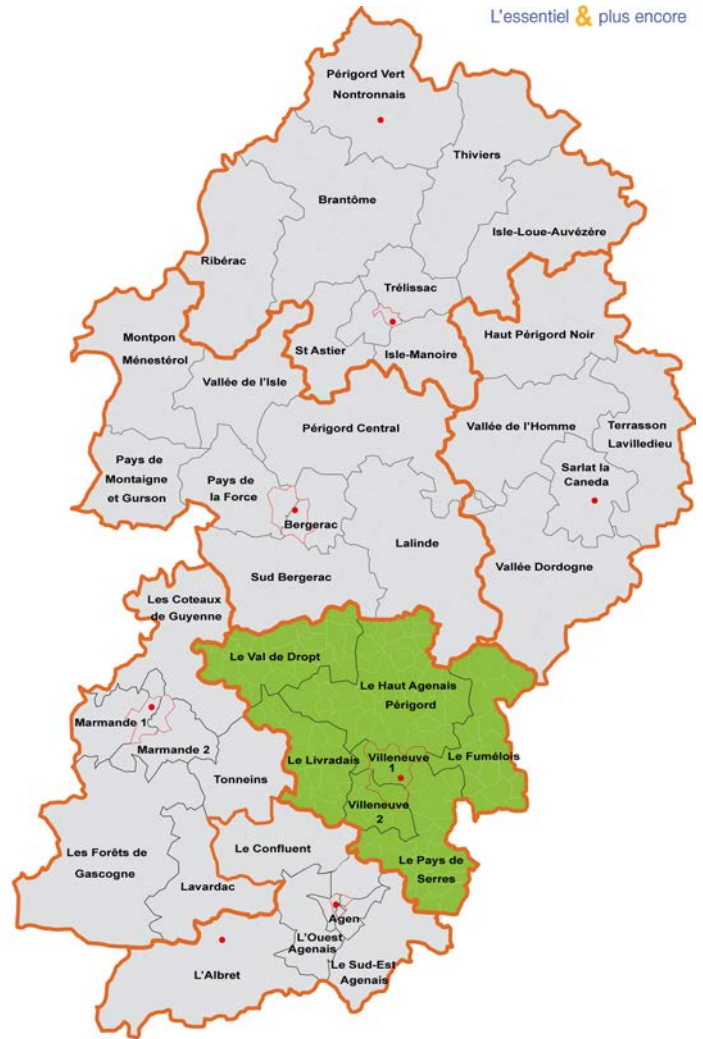 L'essentiel & plus encore
Périgord Vert
Nontronnais
Thiviers
Brantôme
Isle-Loue-Auvézère
Ribérac
Trélissac
Montpon
Ménestérol
St Astier
Isle-Manoire
Haut Périgord Noir
Vallée de l'Isle
Périgord Central
Vallée de l'Homme
Terrasson
Lavilledieu
Pays de
Montaigne
et Gurson
Pays de
la Force
Sarlat la
Caneda
Bergerac
Lalinde
Vallée Dordogne
Sud Bergerac
Les Coteaux
de Guyenne
Le Val de Dropt
Le Haut Agenais
Périgord
Marmande 1
Marmande 2
Le Livradais
Villeneuve
1
Le Fumélois
Tonneins
Villeneuve
2
Le Confluent
Les Forêts de
Gascogne
Le Pays de
Serres
Lavardac
Agen
L'Ouest
Agenais
Le Sud-Est
Agenais
L'Albret